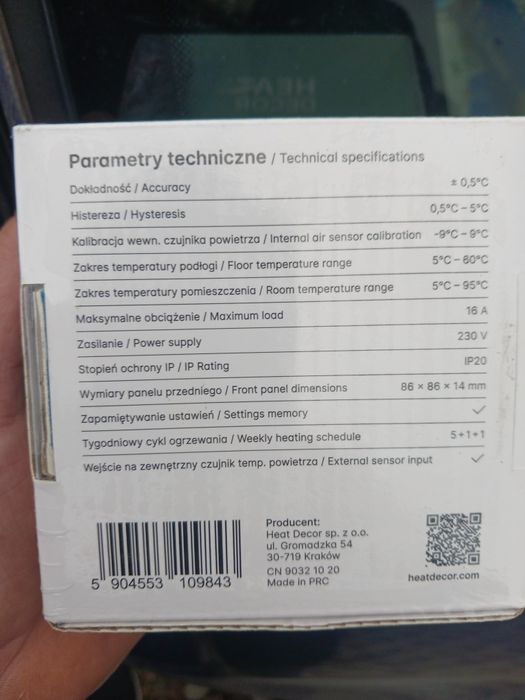 Parametry techniczne / Technical specifications
Dokładność / Accuracy ± 0,5°C
Histereza / Hysteresis 0,5°C – 5°C
Kalibracja wewn. czujnika powietrza / Internal air sensor calibration -9°C – 9°C
Zakres temperatury podłogi / Floor temperature range 5°C – 60°C
Zakres temperatury pomieszczenia / Room temperature range 5°C – 95°C
Maksymalne obciążenie / Maximum load 16 A
Zasilanie / Power supply 230 V
Stopień ochrony IP / IP Rating IP20
Wymiary panelu przedniego / Front panel dimensions 86 × 86 × 14 mm
Zapamiętywanie ustawień / Settings memory ✓
Tygodniowy cykl ogrzewania / Weekly heating schedule 5+1+1
Wejście na zewnętrzny czujnik temp. powietrza / External sensor input ✓
Producent:
Heat Decor sp. z o.o.
ul. Gromadzka 54
30-719 Kraków
CN 9032 10 20
Made in PRC
5 904553 109843
heatdecor.com
HEAT
DECOR